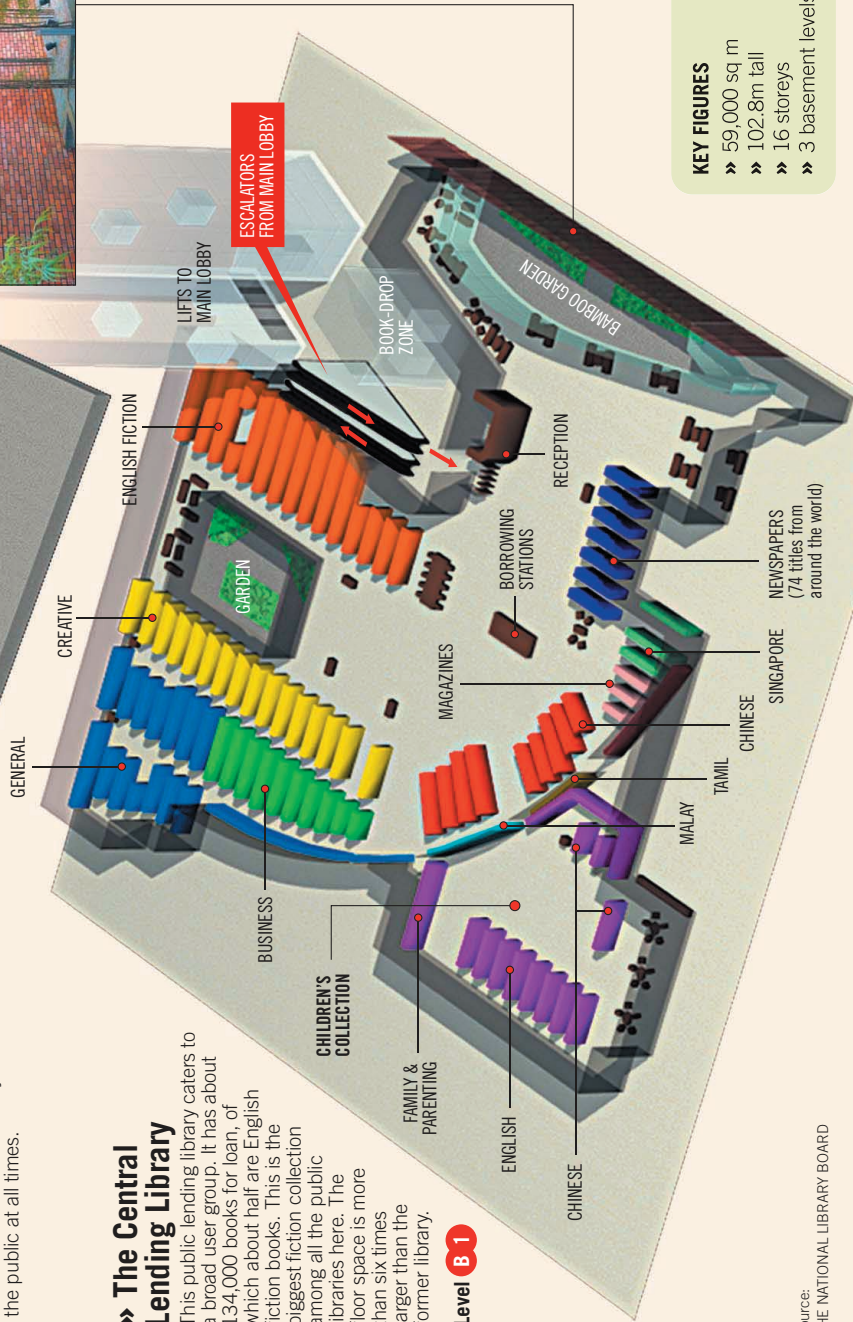 the public at all times.
» The Central
Lending Library
This public lending library caters to
a broad user group. It has about
134,000 books for loan, of
which about half are English
fiction books. This is the
biggest fiction collection
among all the public
libraries here. The
floor space is more
than six times
larger than the
former library.
Level B1
GENERAL
CREATIVE
ENGLISH FICTION
LIFTS TO
MAIN LOBBY
ESCALATORS
FROM MAIN LOBBY
GARDEN
BOOK-DROP
ZONE
BAMBOO GARDEN
BUSINESS
CHILDREN'S
COLLECTION
FAMILY &
PARENTING
ENGLISH
CHINESE
MAGAZINES
BORROWING
STATIONS
RECEPTION
MALAY
TAMIL
CHINESE
SINGAPORE
NEWSPAPERS
(74 titles from
around the world)
KEY FIGURES
» 59,000 sq m
» 102.8m tall
» 16 storeys
» 3 basement levels
ource:
HE NATIONAL LIBRARY BOARD